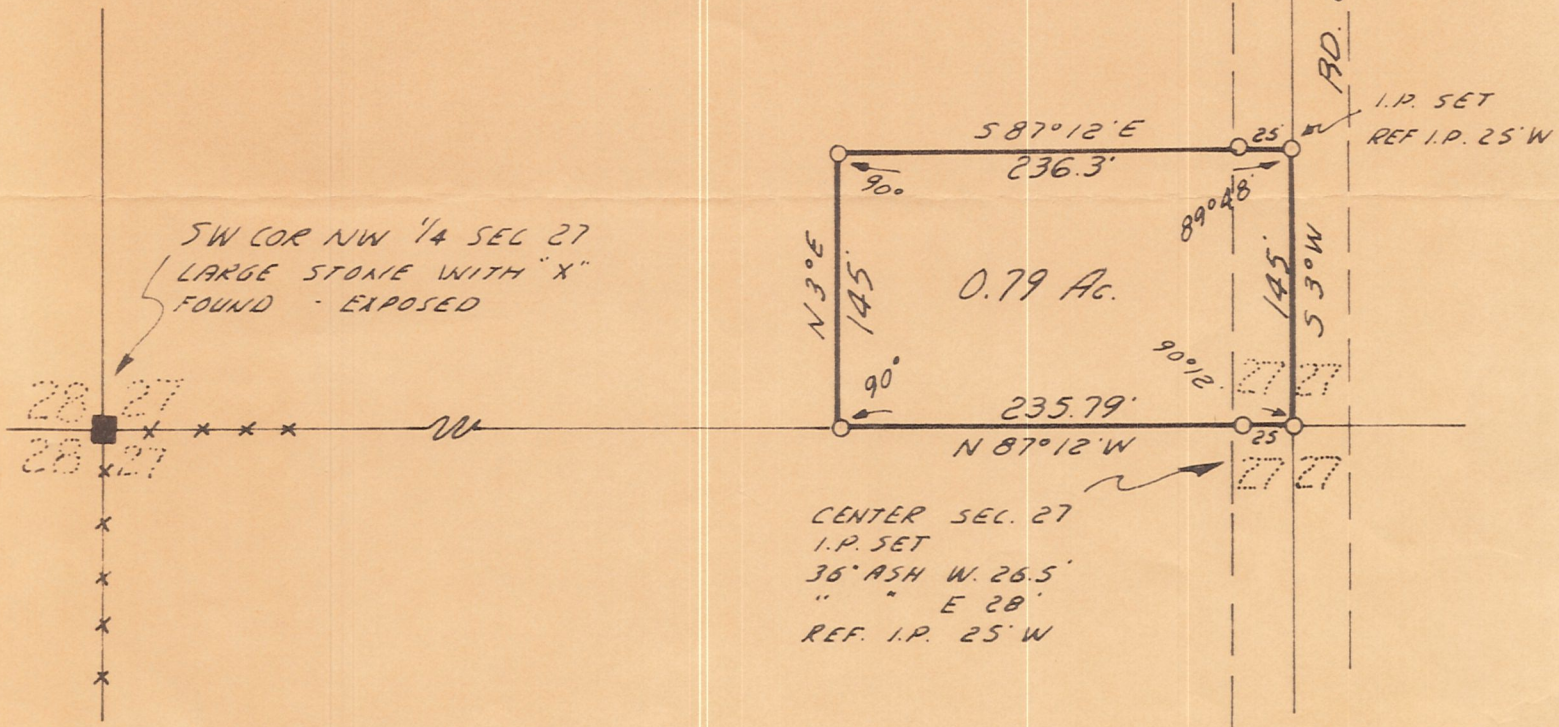 RD.
I.P. SET
REF I.P. 25' W
S 87°12' E
25'
236.3'
90°
89°48'
SW COR NW 1/4 SEC 27
LARGE STONE WITH "X"
FOUND - EXPOSED
N 3° E
145'
0.79 Ac.
145'
S 3° W
28 27
28 27
90°
90°12'
27 27
235.79'
N 87°12' W
25
27 27
CENTER SEC. 27
I.P. SET
36" ASH W. 26.5'
" " E 28'
REF. I.P. 25' W